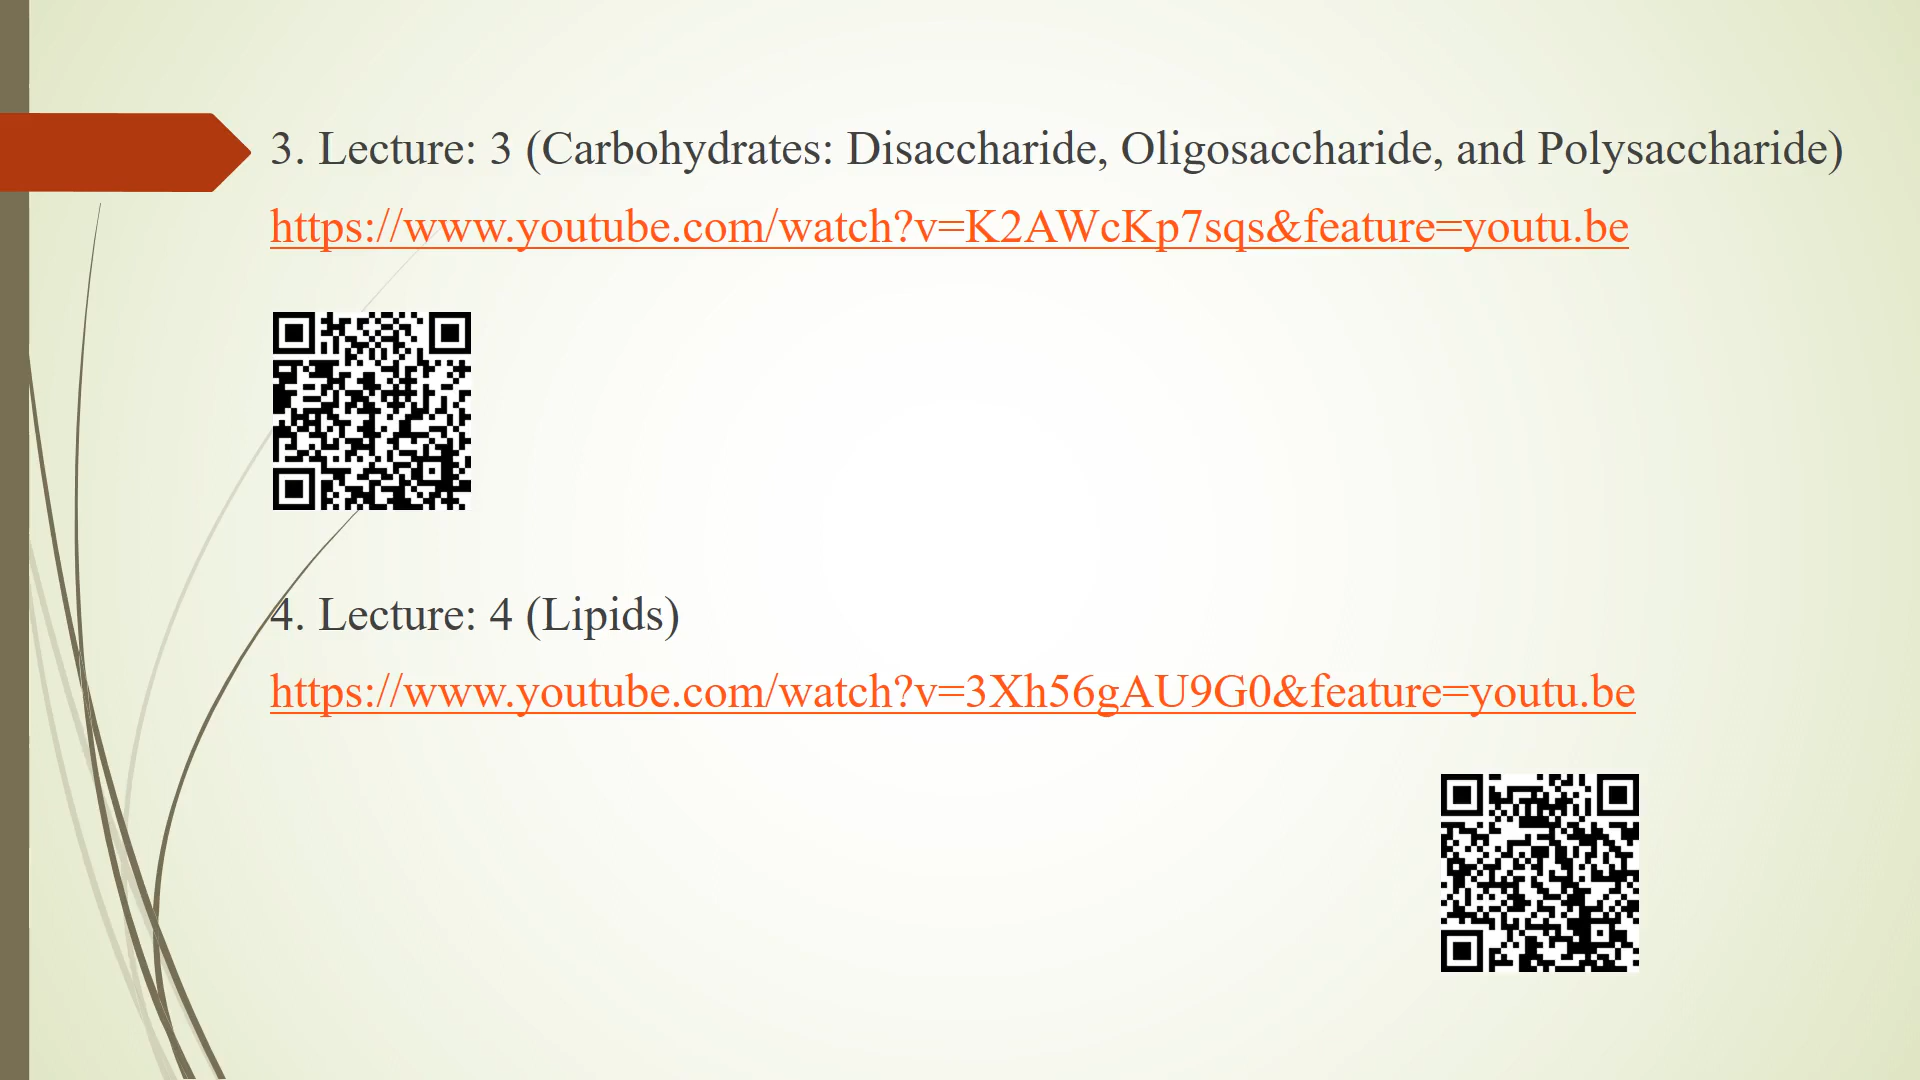 3. Lecture: 3 (Carbohydrates: Disaccharide, Oligosaccharide, and Polysaccharide)
https://www.youtube.com/watch?v=K2AWcKp7sqs&feature=youtu.be
4. Lecture: 4 (Lipids)
https://www.youtube.com/watch?v=3Xh56gAU9G0&feature=youtu.be